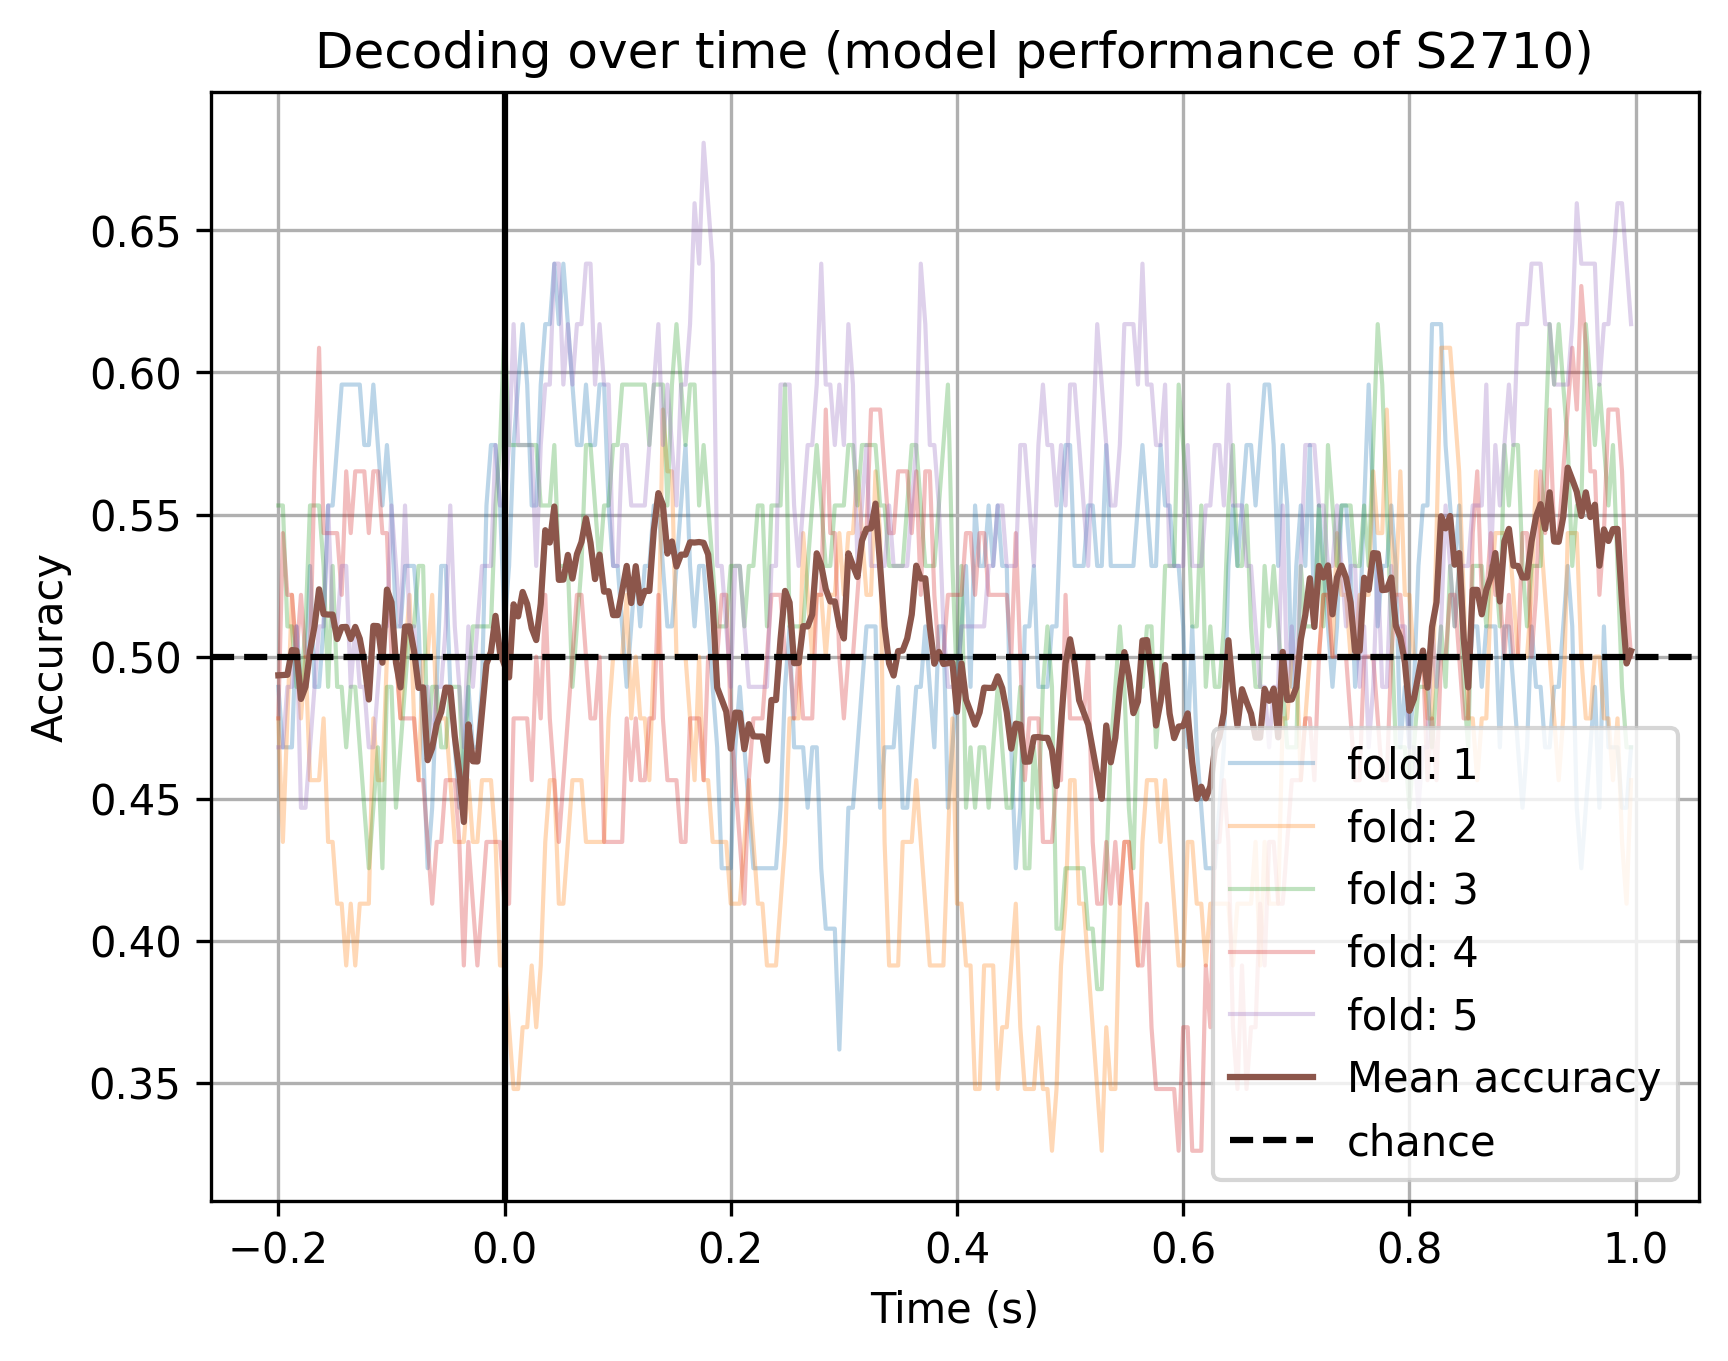 Decoding over time (model performance of S2710)
Accuracy
0.65
0.60
0.55
0.50
0.45
0.40
0.35
−0.2
0.0
0.2
0.4
0.6
0.8
1.0
Time (s)
fold: 1
fold: 2
fold: 3
fold: 4
fold: 5
Mean accuracy
chance